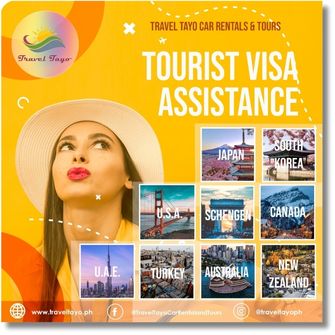 Travel Tayo
TRAVEL TAYO CAR RENTALS & TOURS
TOURIST VISA
ASSISTANCE
JAPAN
SOUTH
KOREA
U.S.A.
SCHENGEN
CANADA
U.A.E.
TURKEY
AUSTRALIA
NEW
ZEALAND
www.traveltayo.ph
@TravelTayoCarRentalandTours
@traveltayoph